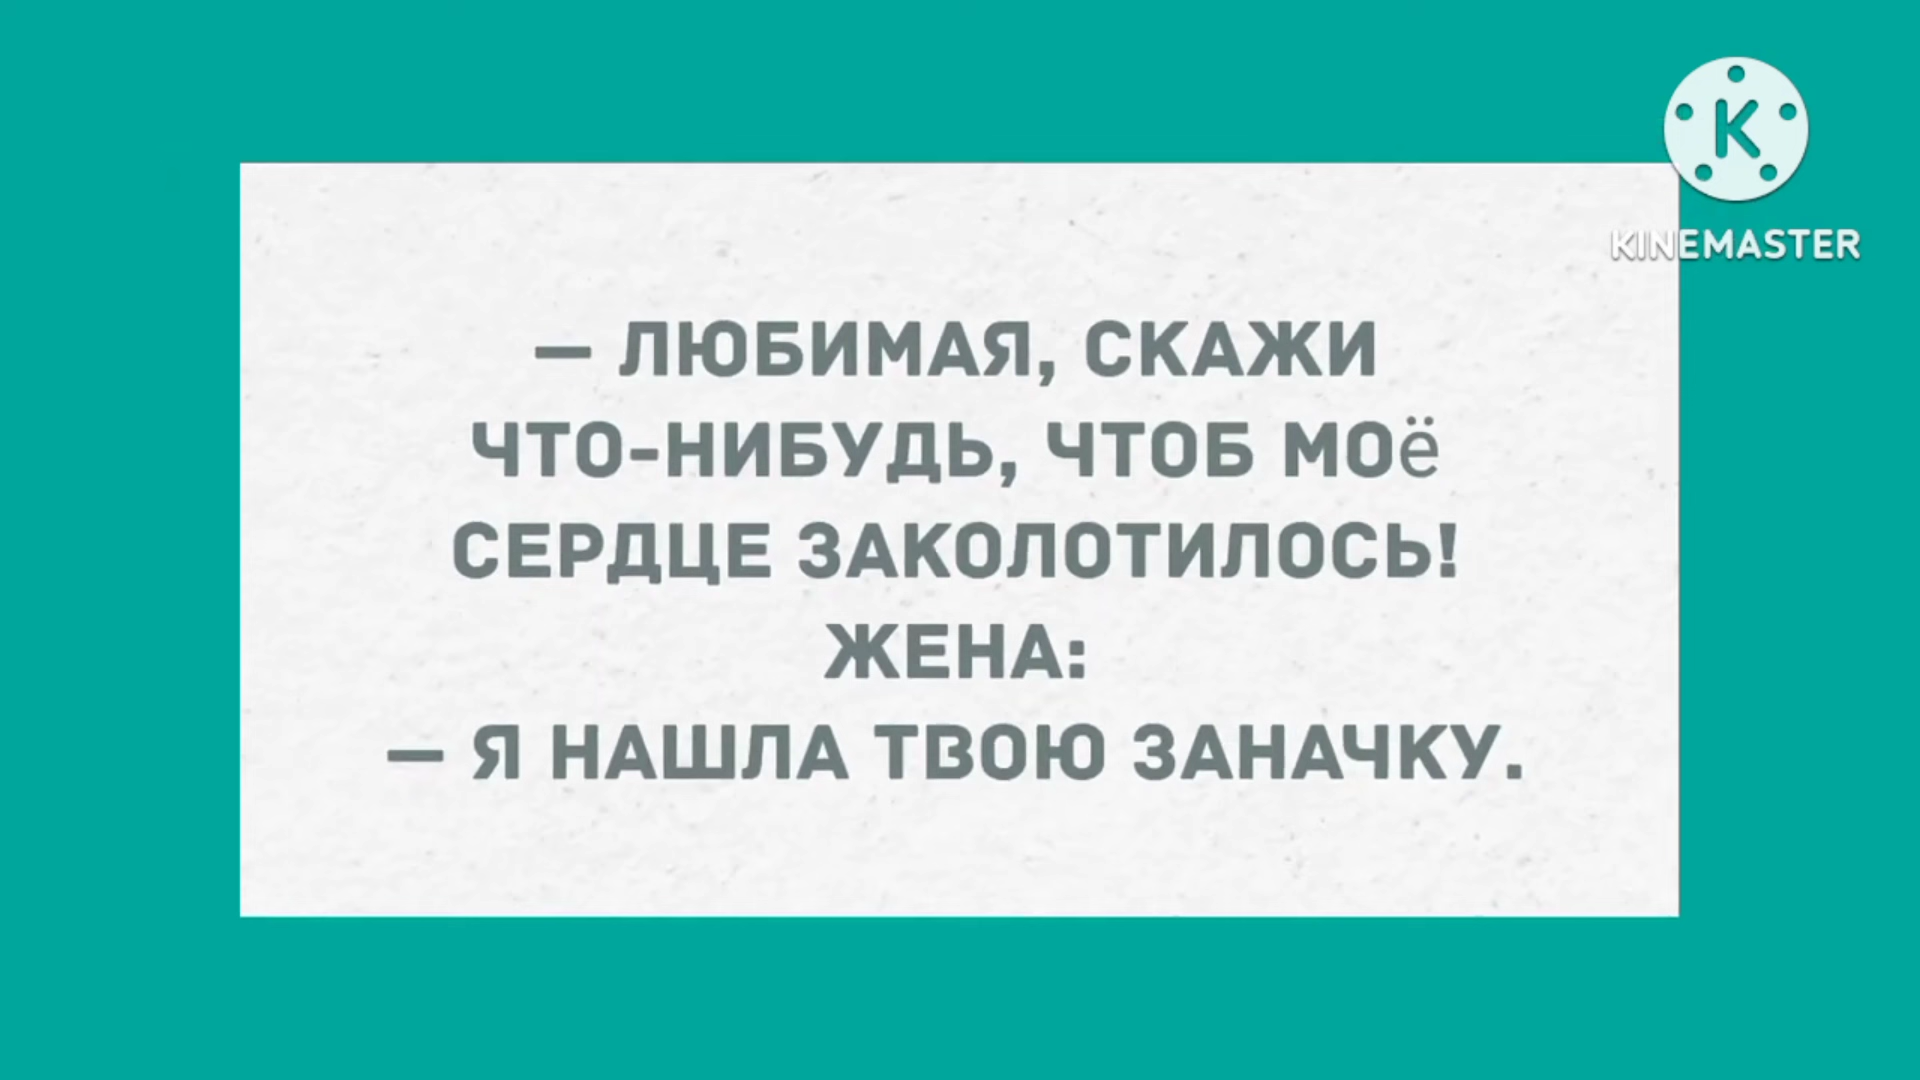 K
KINEMASTER
— ЛЮБИМАЯ, СКАЖИ
ЧТО-НИБУДЬ, ЧТОБ МОё
СЕРДЦЕ ЗАКОЛОТИЛОСЬ!
ЖЕНА:
— Я НАШЛА ТВОЮ ЗАНАЧКУ.